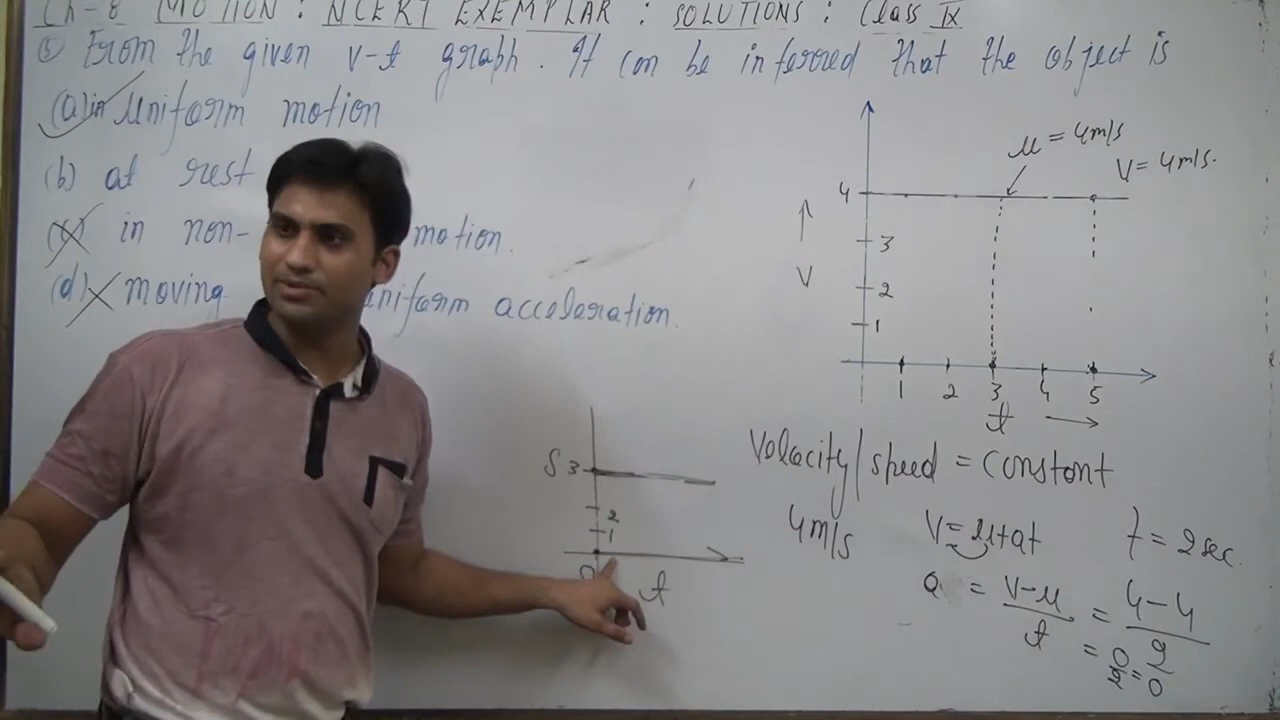 Ch-8 MOTION : NCERT EXEMPLAR : SOLUTIONS : Class IX
⑤ From the given v-t graph. It can be inferred that the object is
(a) in uniform motion
(b) at rest
(c) in non- motion.
(d) moving uniform acceleration.
u = 4m/s
V = 4m/s.
4
3
2
1
V
1 2 3 4 5
t
S 3
2
1
0
t
Velocity/speed = Constant
4m/s
V = u+at
t = 2sec.
a = V-u/t = 4-4/2
= 0/2 = 0